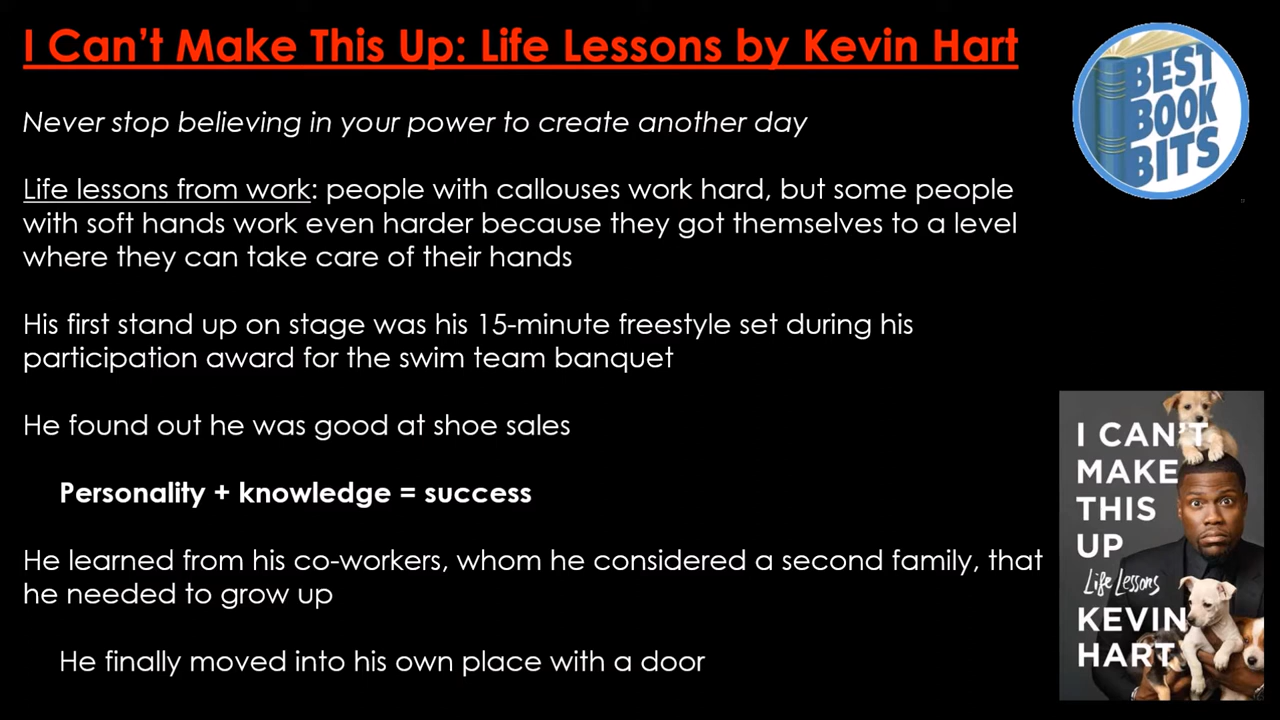 I Can't Make This Up: Life Lessons by Kevin Hart
BEST
BOOK
BITS
Never stop believing in your power to create another day
Life lessons from work: people with callouses work hard, but some people
with soft hands work even harder because they got themselves to a level
where they can take care of their hands
His first stand up on stage was his 15-minute freestyle set during his
participation award for the swim team banquet
He found out he was good at shoe sales
Personality + knowledge = success
He learned from his co-workers, whom he considered a second family, that
he needed to grow up
He finally moved into his own place with a door
I CAN'T
MAKE
THIS
UP
Life Lessons
KEVIN
HART